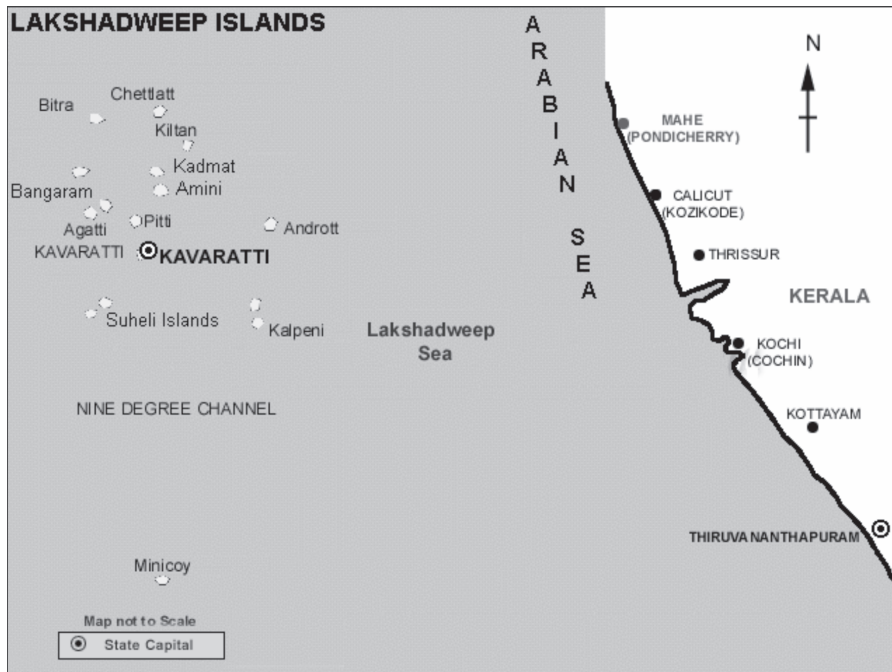 LAKSHADWEEP ISLANDS
ARABIAN SEA
N
Chettlatt
Bitra
Kiltan
MAHE
(PONDICHERRY)
Kadmat
Bangaram
Amini
CALICUT
(KOZIKODE)
Agatti
Pitti
Andrott
KAVARATTI
KAVARATTI
THRISSUR
KERALA
Suheli Islands
Kalpeni
Lakshadweep
Sea
KOCHI
(COCHIN)
NINE DEGREE CHANNEL
KOTTAYAM
THIRUVANANTHAPURAM
Minicoy
Map not to Scale
State Capital